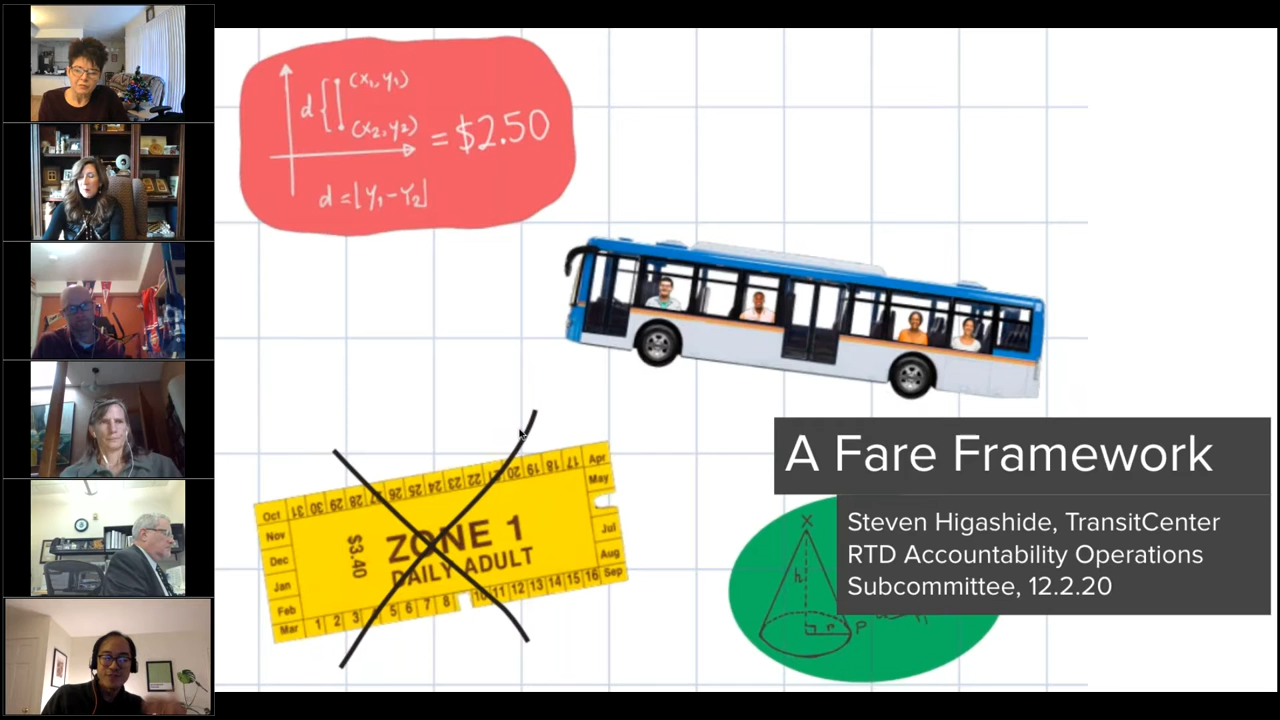 (x₁, y₁)
d
(x₂, y₂)
= $2.50
d = |Y₁-Y₂|
A Fare Framework
Steven Higashide, TransitCenter
RTD Accountability Operations
Subcommittee, 12.2.20
Oct 31 30 29 28 27 26 25 24 23 22 21 20 19 18 17 Apr
Nov
May
Dec
$3.40
ZONE 1
DAILY ADULT
Jul
Jan
Aug
Feb
Sep
Mar 1 2 3 4 5 6 7 8 10 11 12 13 14 15 16
X
h
r
P